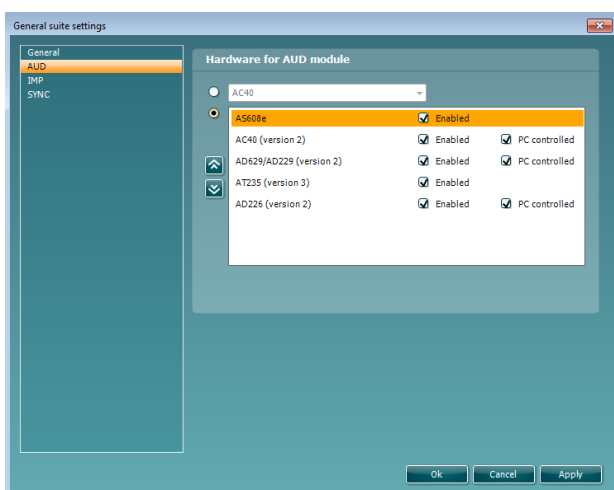 General suite settings
General
AUD
IMP
SYNC
Hardware for AUD module
AC40
AS608e Enabled
AC40 (version 2) Enabled PC controlled
AD629/AD229 (version 2) Enabled PC controlled
AT235 (version 3) Enabled
AD226 (version 2) Enabled PC controlled
Ok Cancel Apply